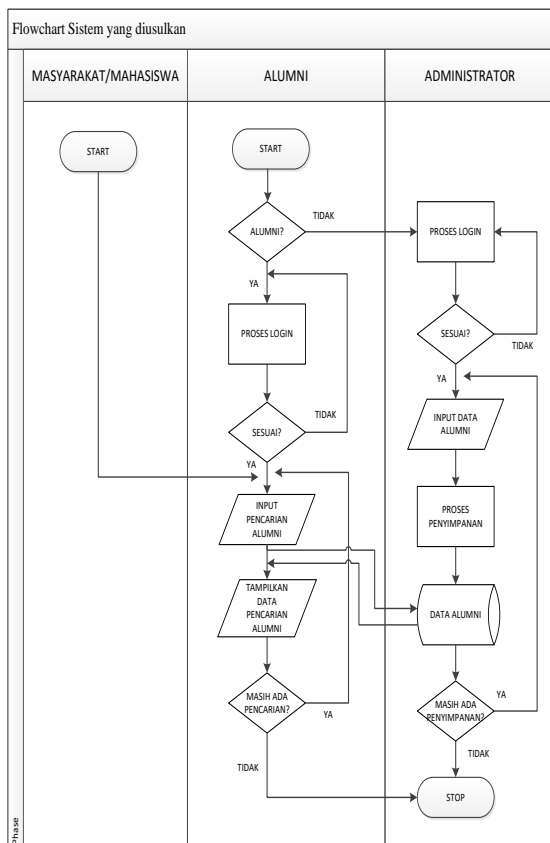 Flowchart Sistem yang diusulkan
MASYARAKAT/MAHASISWA
ALUMNI
ADMINISTRATOR
START
START
ALUMNI?
TIDAK
YA
PROSES LOGIN
SESUAI?
TIDAK
YA
INPUT
PENCARIAN
ALUMNI
TAMPILKAN
DATA
PENCARIAN
ALUMNI
MASIH ADA
PENCARIAN?
YA
TIDAK
PROSES LOGIN
SESUAI?
TIDAK
YA
INPUT DATA
ALUMNI
PROSES
PENYIMPANAN
DATA ALUMNI
MASIH ADA
PENYIMPANAN?
YA
TIDAK
STOP
Phase